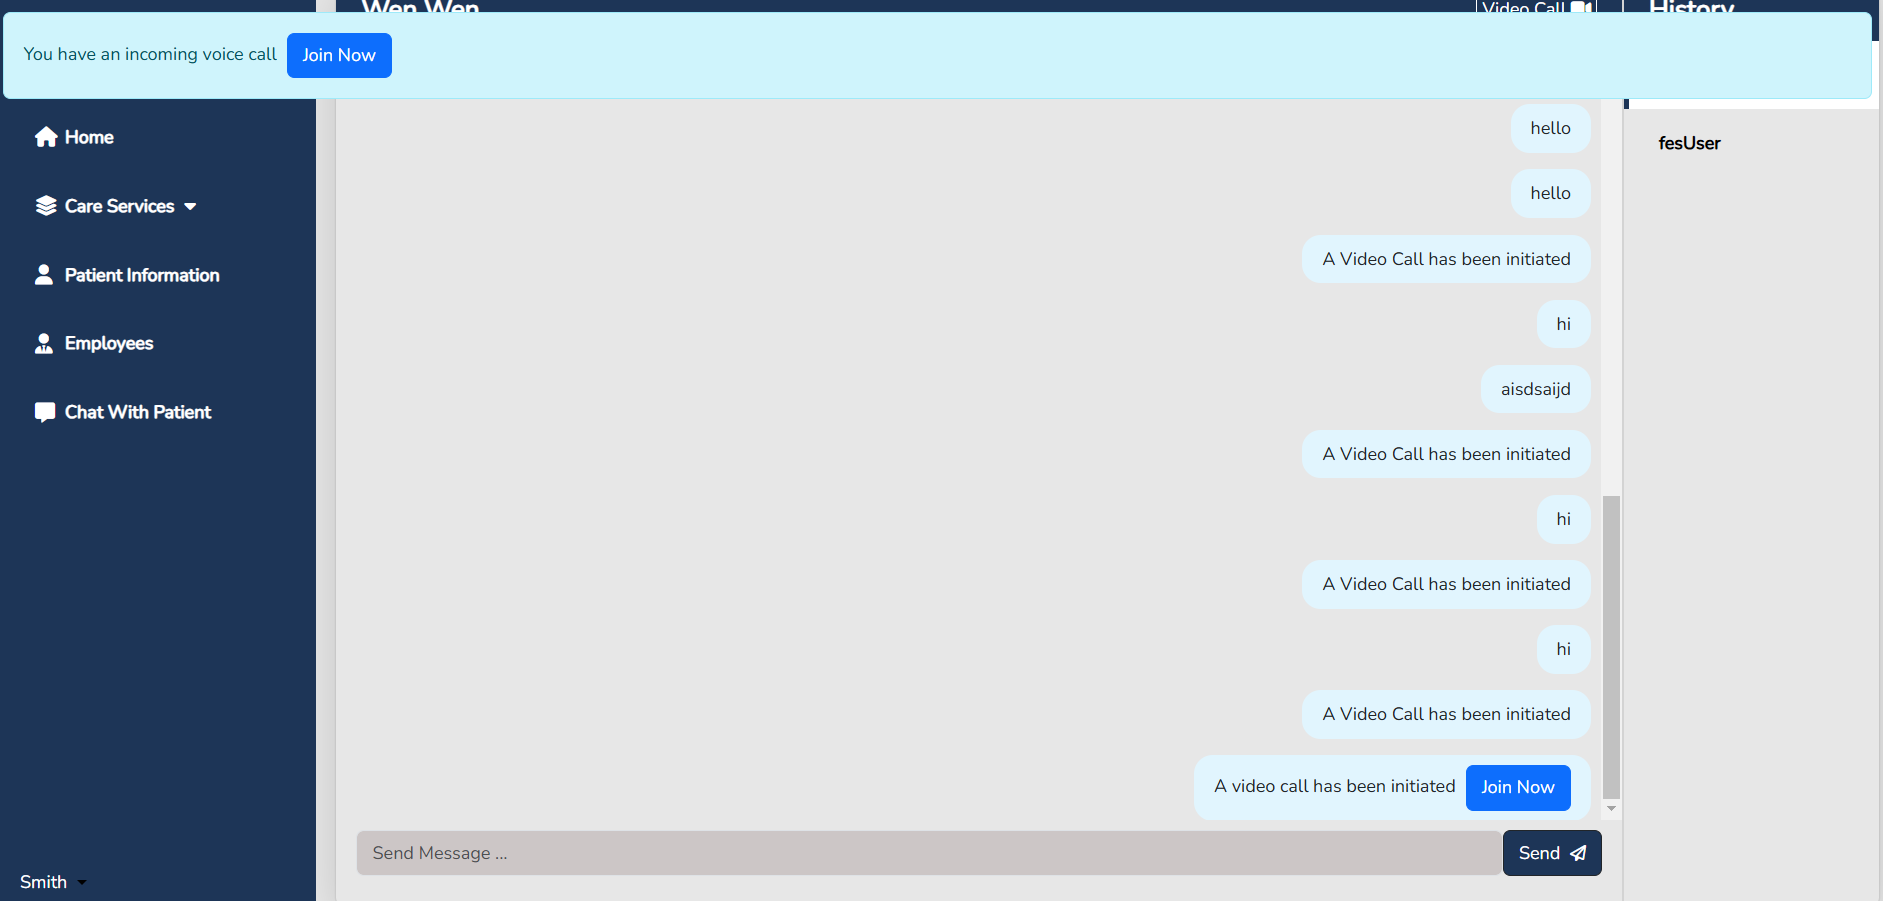 Wen Wen
Video Call
History
You have an incoming voice call
Join Now
Home
Care Services
Patient Information
Employees
Chat With Patient
Smith
hello
hello
A Video Call has been initiated
hi
aisdsaijd
A Video Call has been initiated
hi
A Video Call has been initiated
hi
A Video Call has been initiated
A video call has been initiated
Join Now
Send Message ...
Send
fesUser